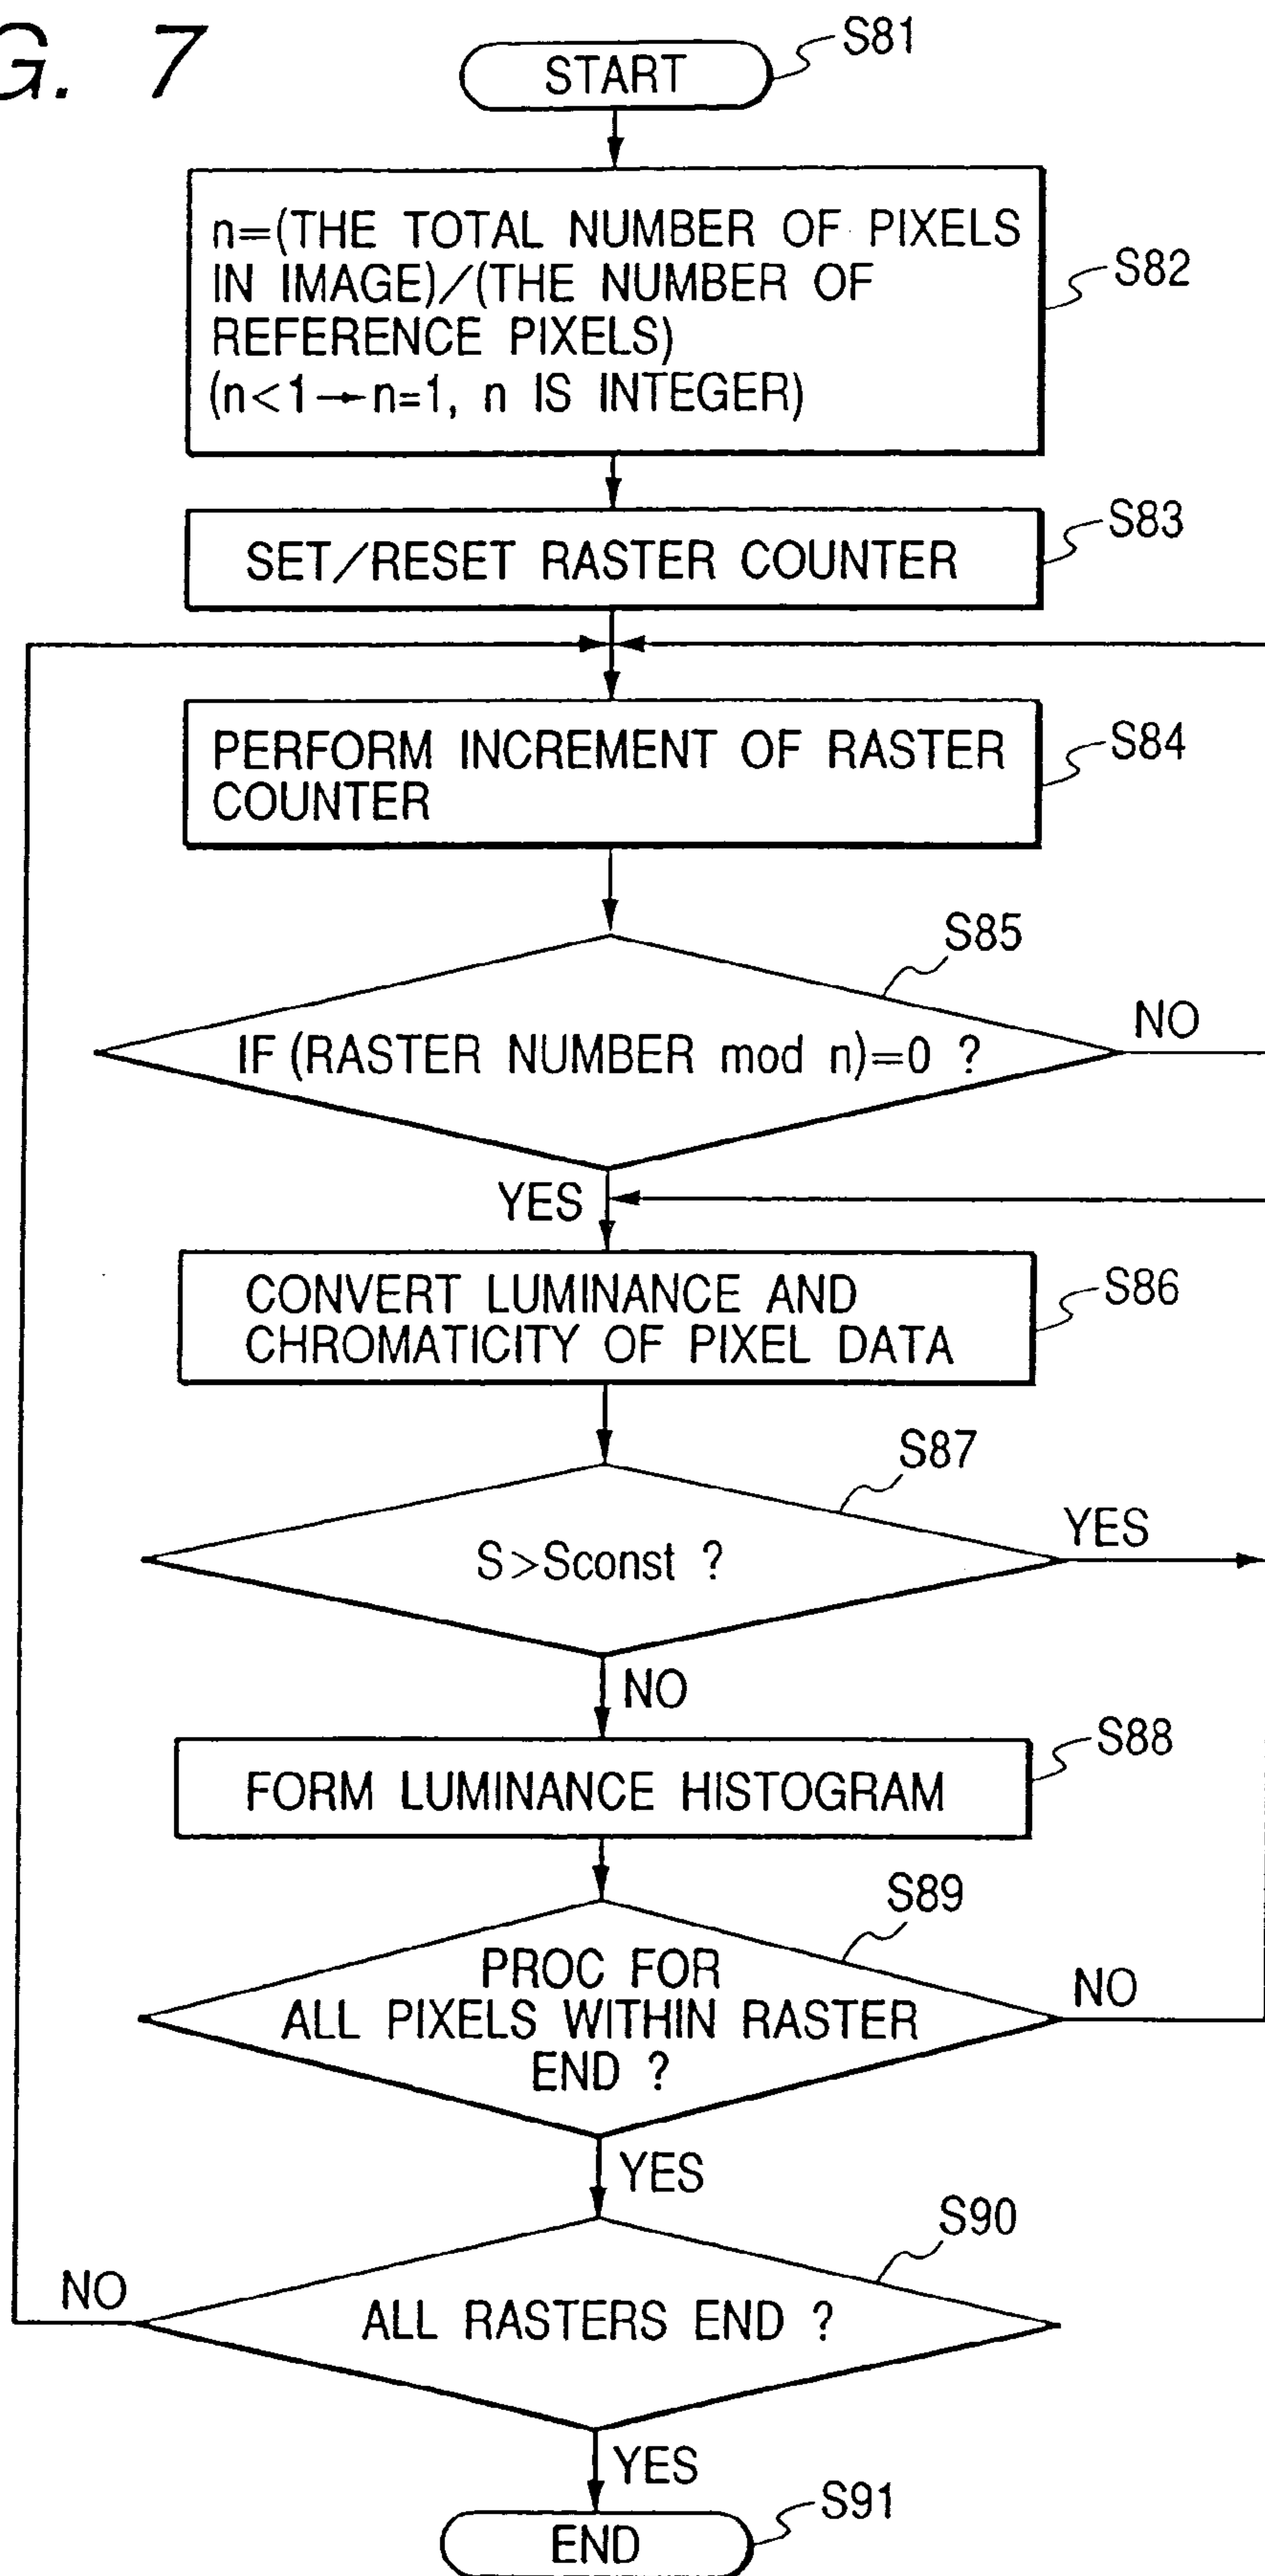 G. 7
START
S81
n=(THE TOTAL NUMBER OF PIXELS
IN IMAGE)/(THE NUMBER OF
REFERENCE PIXELS)
(n<1→n=1, n IS INTEGER)
S82
SET/RESET RASTER COUNTER
S83
PERFORM INCREMENT OF RASTER
COUNTER
S84
S85
IF (RASTER NUMBER mod n)=0 ?
NO
YES
CONVERT LUMINANCE AND
CHROMATICITY OF PIXEL DATA
S86
S87
S>Sconst ?
YES
NO
FORM LUMINANCE HISTOGRAM
S88
S89
PROC FOR
ALL PIXELS WITHIN RASTER
END ?
NO
YES
S90
NO
ALL RASTERS END ?
YES
END
S91